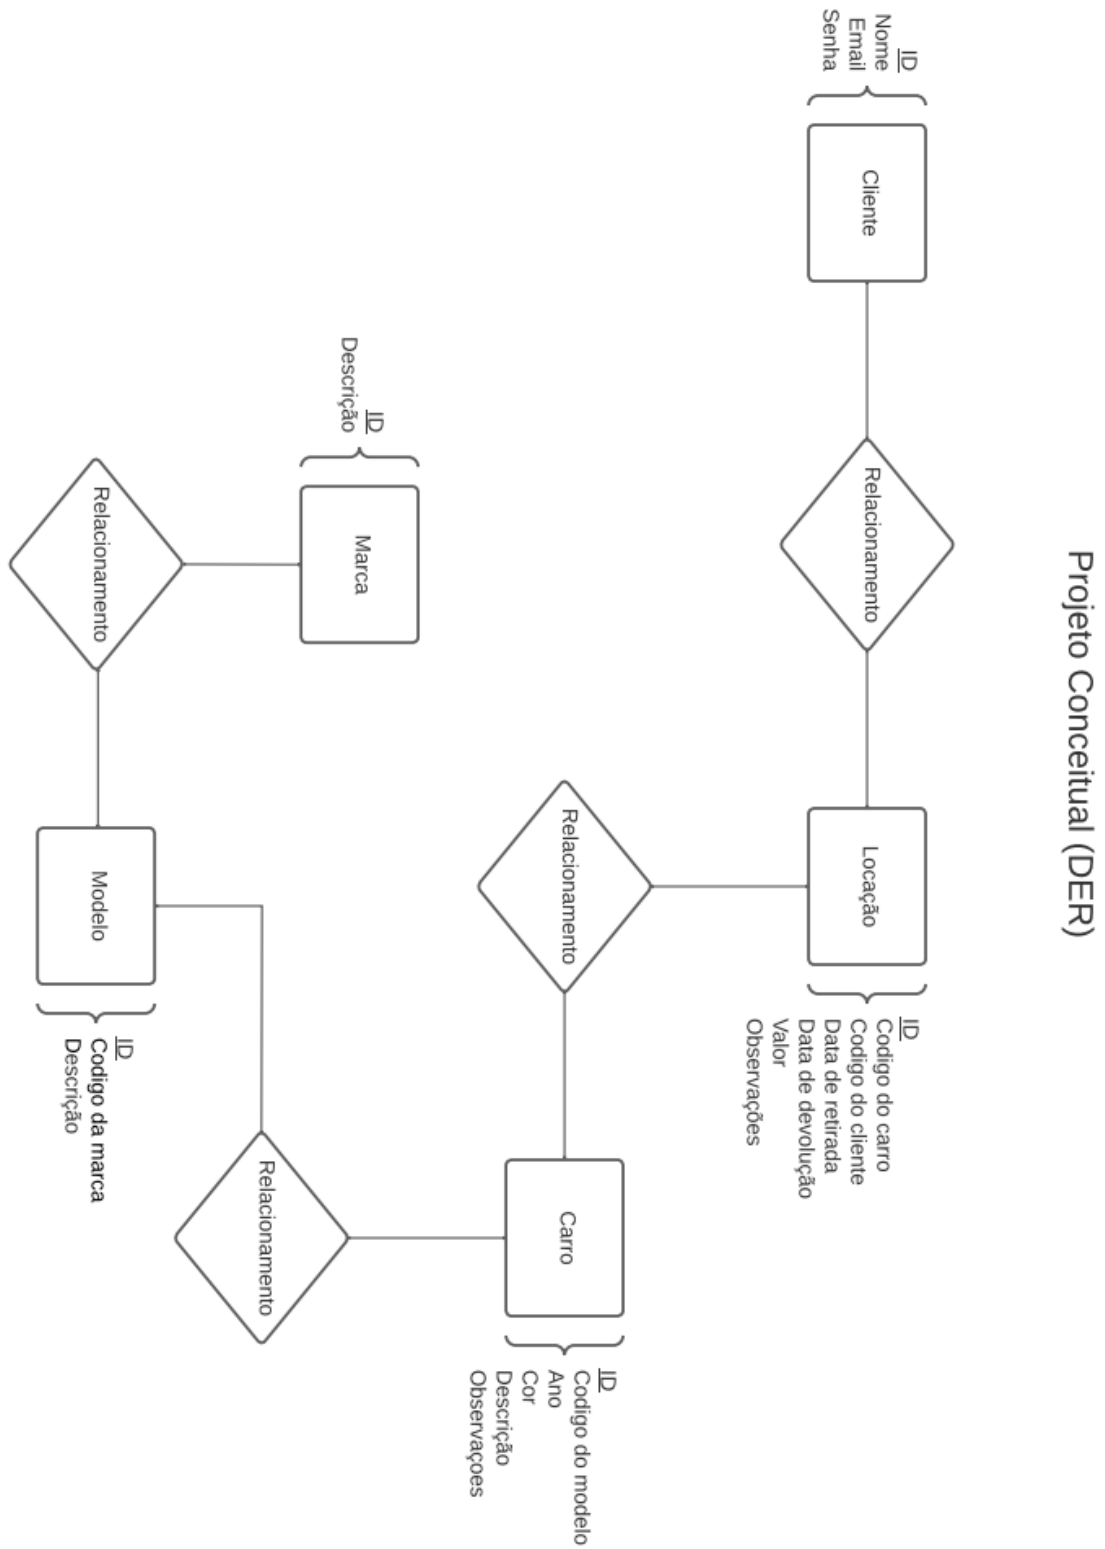 Projeto Conceitual (DER)
ID
Nome
Email
Senha
Cliente
Relacionamento
Locação
ID
Codigo do carro
Codigo do cliente
Data de retirada
Data de devolução
Valor
Observações
Relacionamento
Carro
ID
Codigo do modelo
Ano
Cor
Descrição
Observaçoes
ID
Descrição
Marca
Relacionamento
Relacionamento
Modelo
ID
Codigo da marca
Descrição